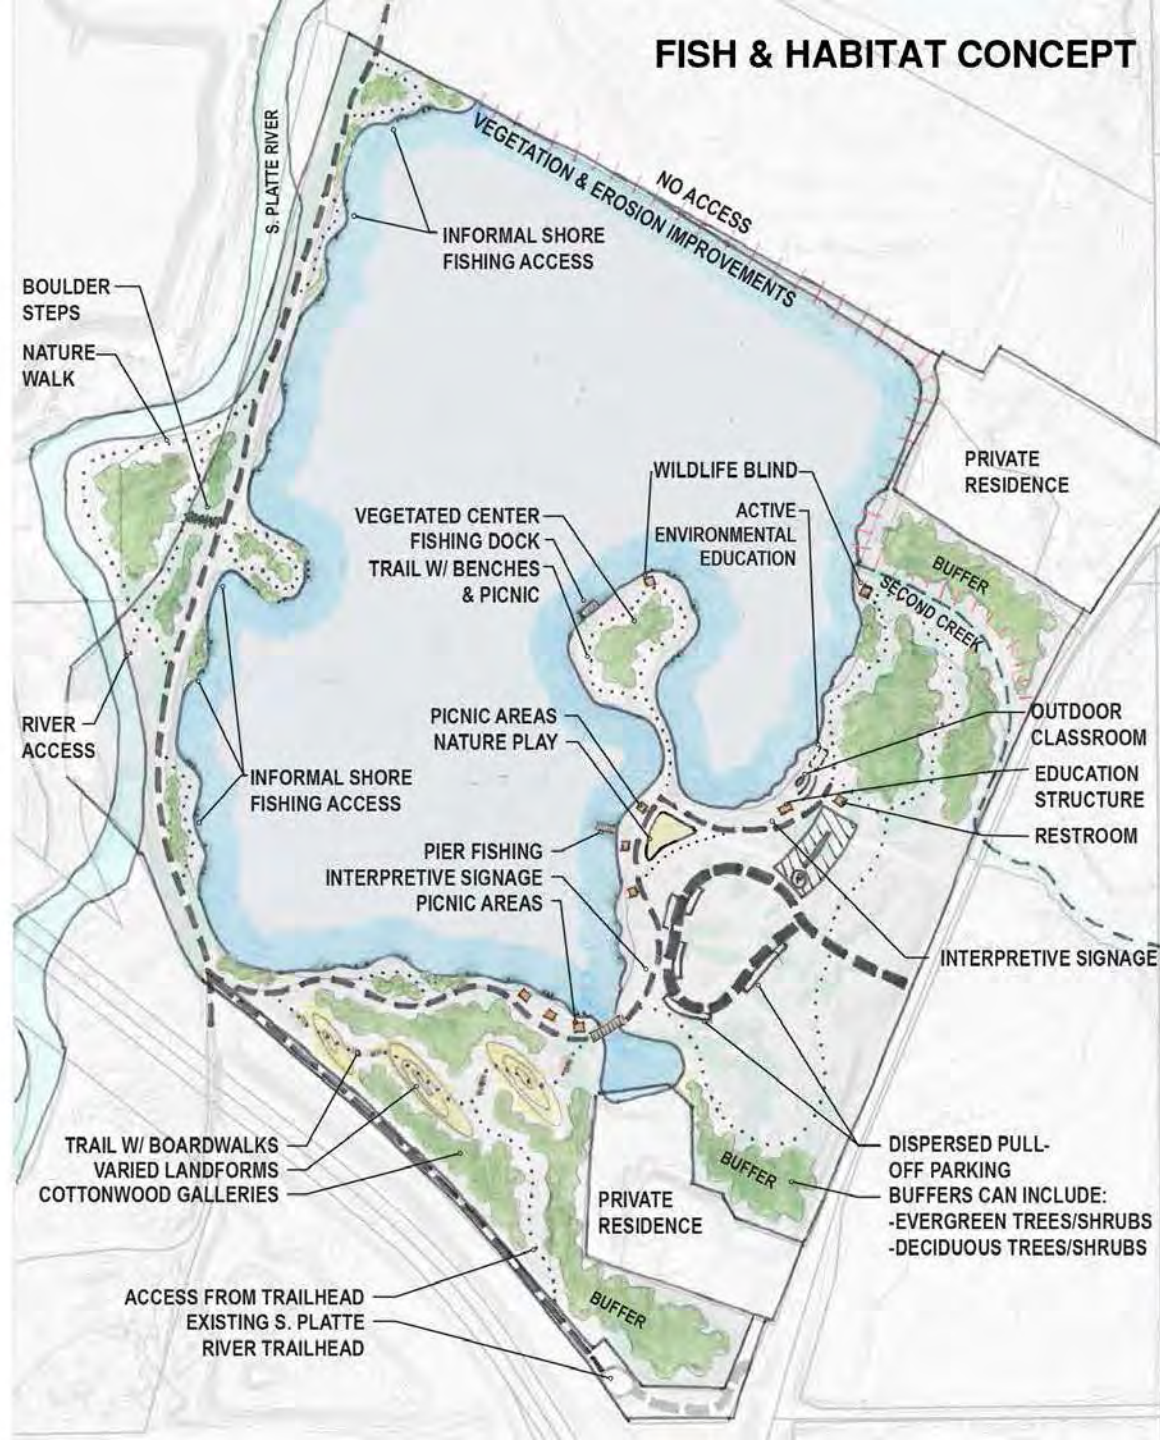 FISH & HABITAT CONCEPT
S. PLATTE RIVER
VEGETATION & EROSION IMPROVEMENTS
NO ACCESS
INFORMAL SHORE
FISHING ACCESS
BOULDER
STEPS
NATURE
WALK
PRIVATE
RESIDENCE
WILDLIFE BLIND
ACTIVE
ENVIRONMENTAL
EDUCATION
VEGETATED CENTER
FISHING DOCK
TRAIL W/ BENCHES
& PICNIC
BUFFER
SECOND CREEK
RIVER
ACCESS
PICNIC AREAS
NATURE PLAY
OUTDOOR
CLASSROOM
INFORMAL SHORE
FISHING ACCESS
EDUCATION
STRUCTURE
RESTROOM
PIER FISHING
INTERPRETIVE SIGNAGE
PICNIC AREAS
P
INTERPRETIVE SIGNAGE
TRAIL W/ BOARDWALKS
VARIED LANDFORMS
COTTONWOOD GALLERIES
DISPERSED PULL-
OFF PARKING
BUFFERS CAN INCLUDE:
-EVERGREEN TREES/SHRUBS
-DECIDUOUS TREES/SHRUBS
BUFFER
PRIVATE
RESIDENCE
ACCESS FROM TRAILHEAD
EXISTING S. PLATTE
RIVER TRAILHEAD
BUFFER